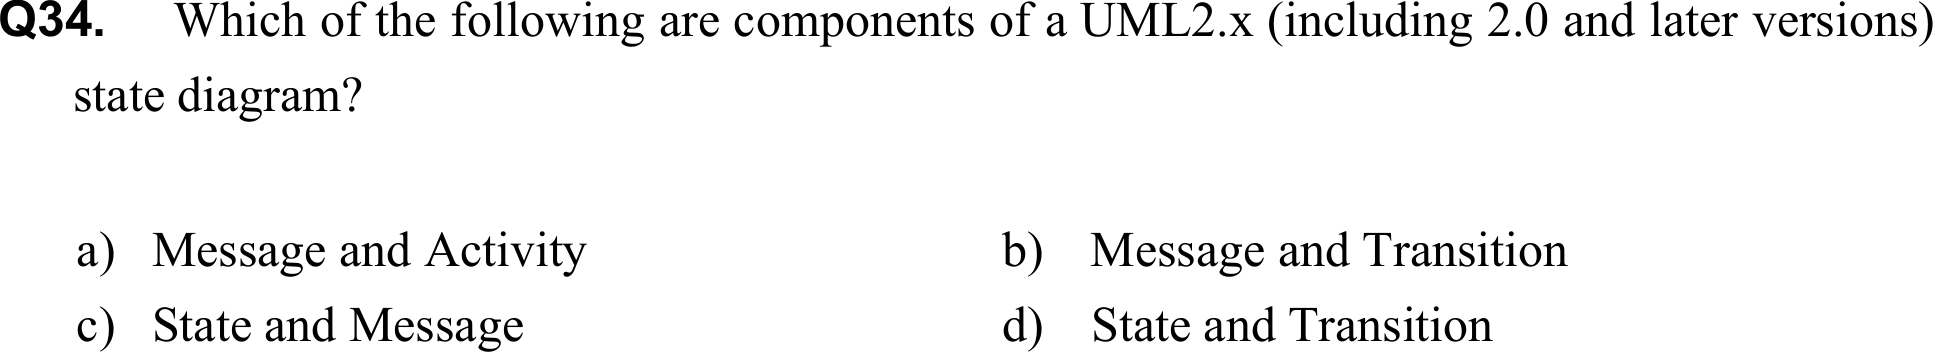 Q34. Which of the following are components of a UML2.x (including 2.0 and later versions)
state diagram?
a) Message and Activity b) Message and Transition
c) State and Message d) State and Transition